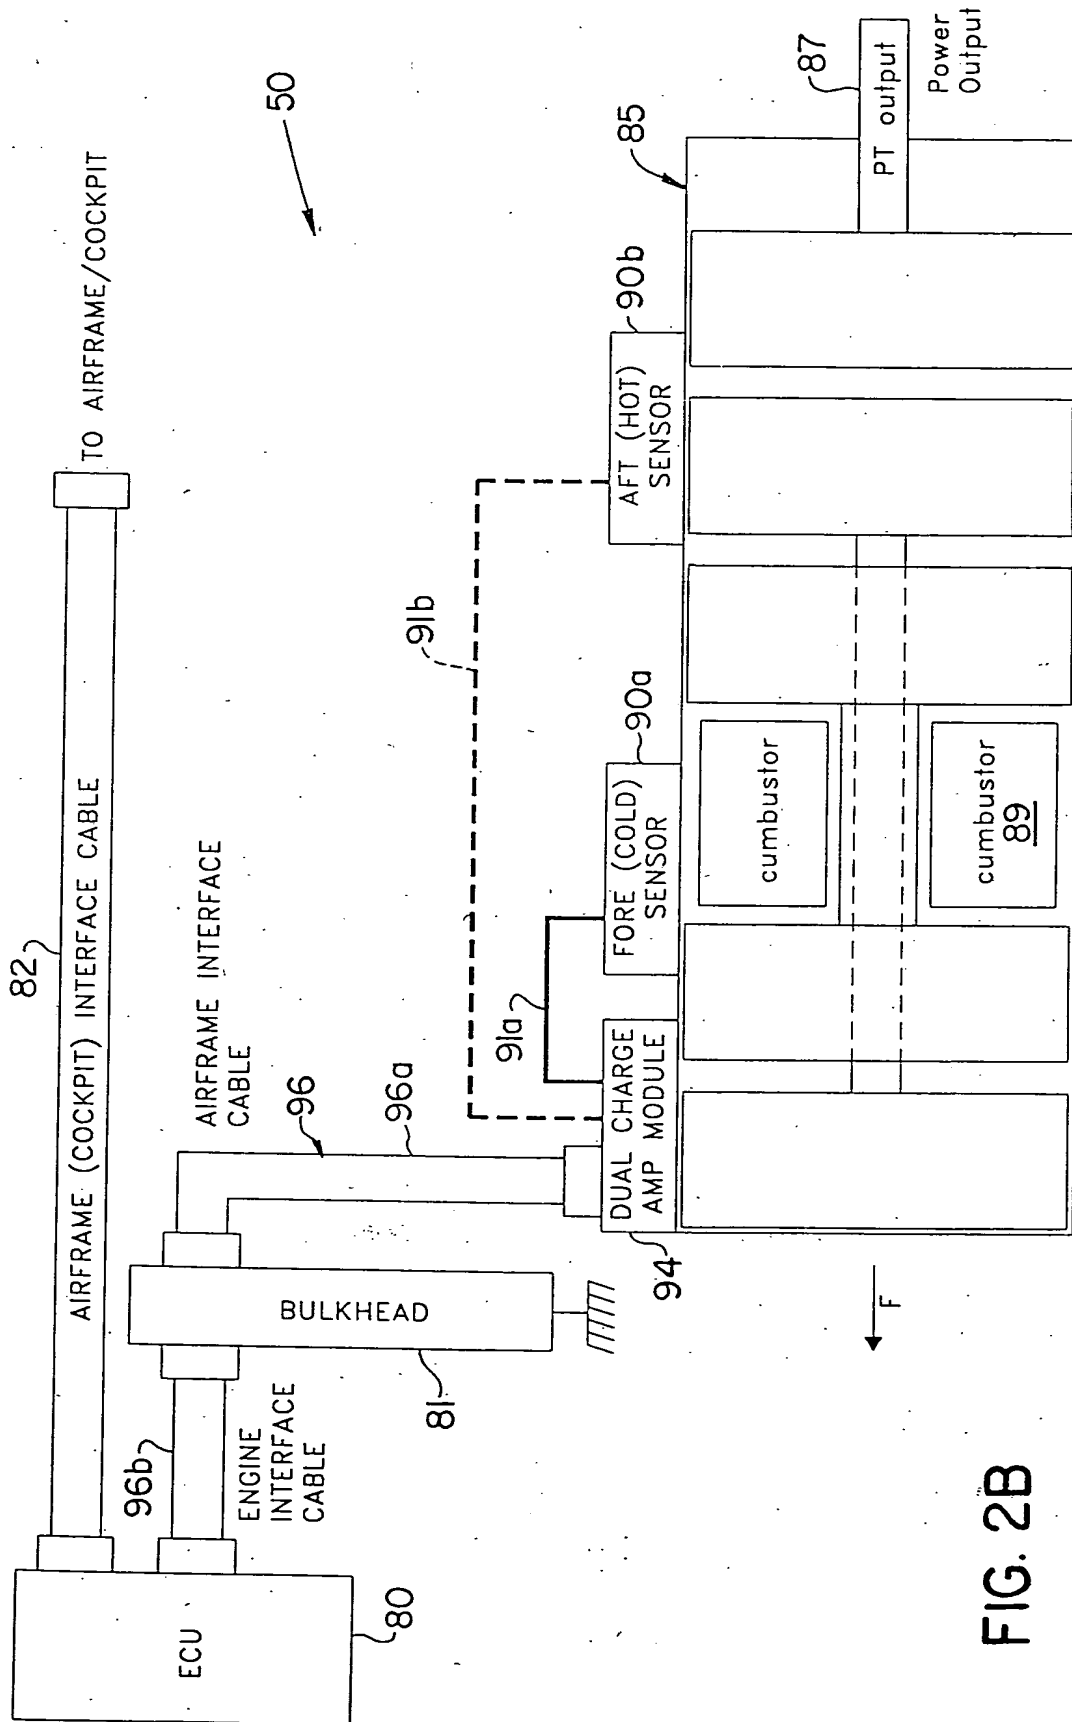 82
AIRFRAME (COCKPIT) INTERFACE CABLE
TO AIRFRAME/COCKPIT
50
ECU
80
96b
ENGINE
INTERFACE
CABLE
BULKHEAD
81
AIRFRAME INTERFACE
CABLE
96
96a
91a
91b
DUAL CHARGE
AMP MODULE
94
FORE (COLD)
SENSOR
90a
AFT (HOT)
SENSOR
90b
85
87
PT output
Power
Output
cumbustor
cumbustor
89
F
FIG. 2B